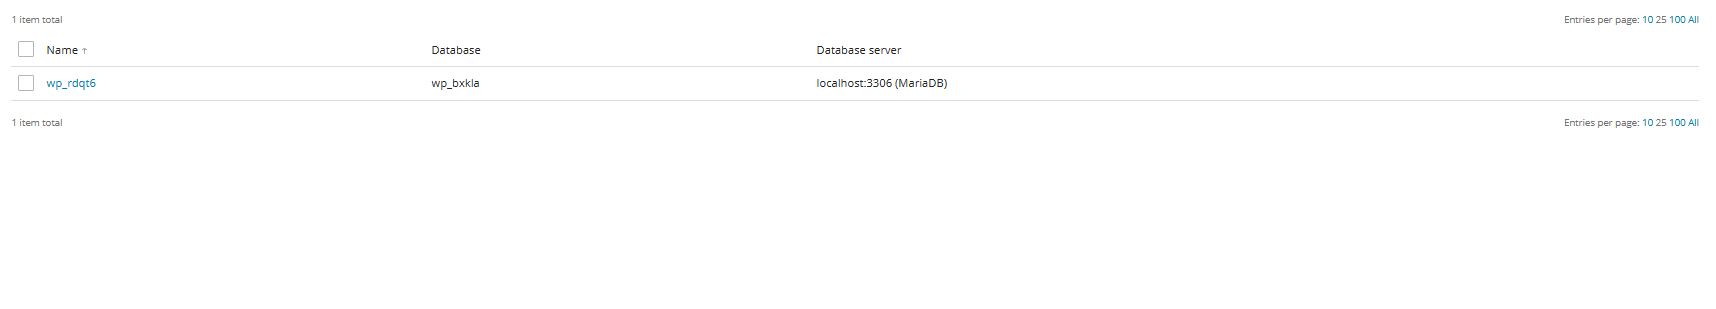 1 item total Entries per page: 10 25 100 All
Name ↑ Database Database server
wp_rdqt6 wp_bxkla localhost:3306 (MariaDB)
1 item total Entries per page: 10 25 100 All